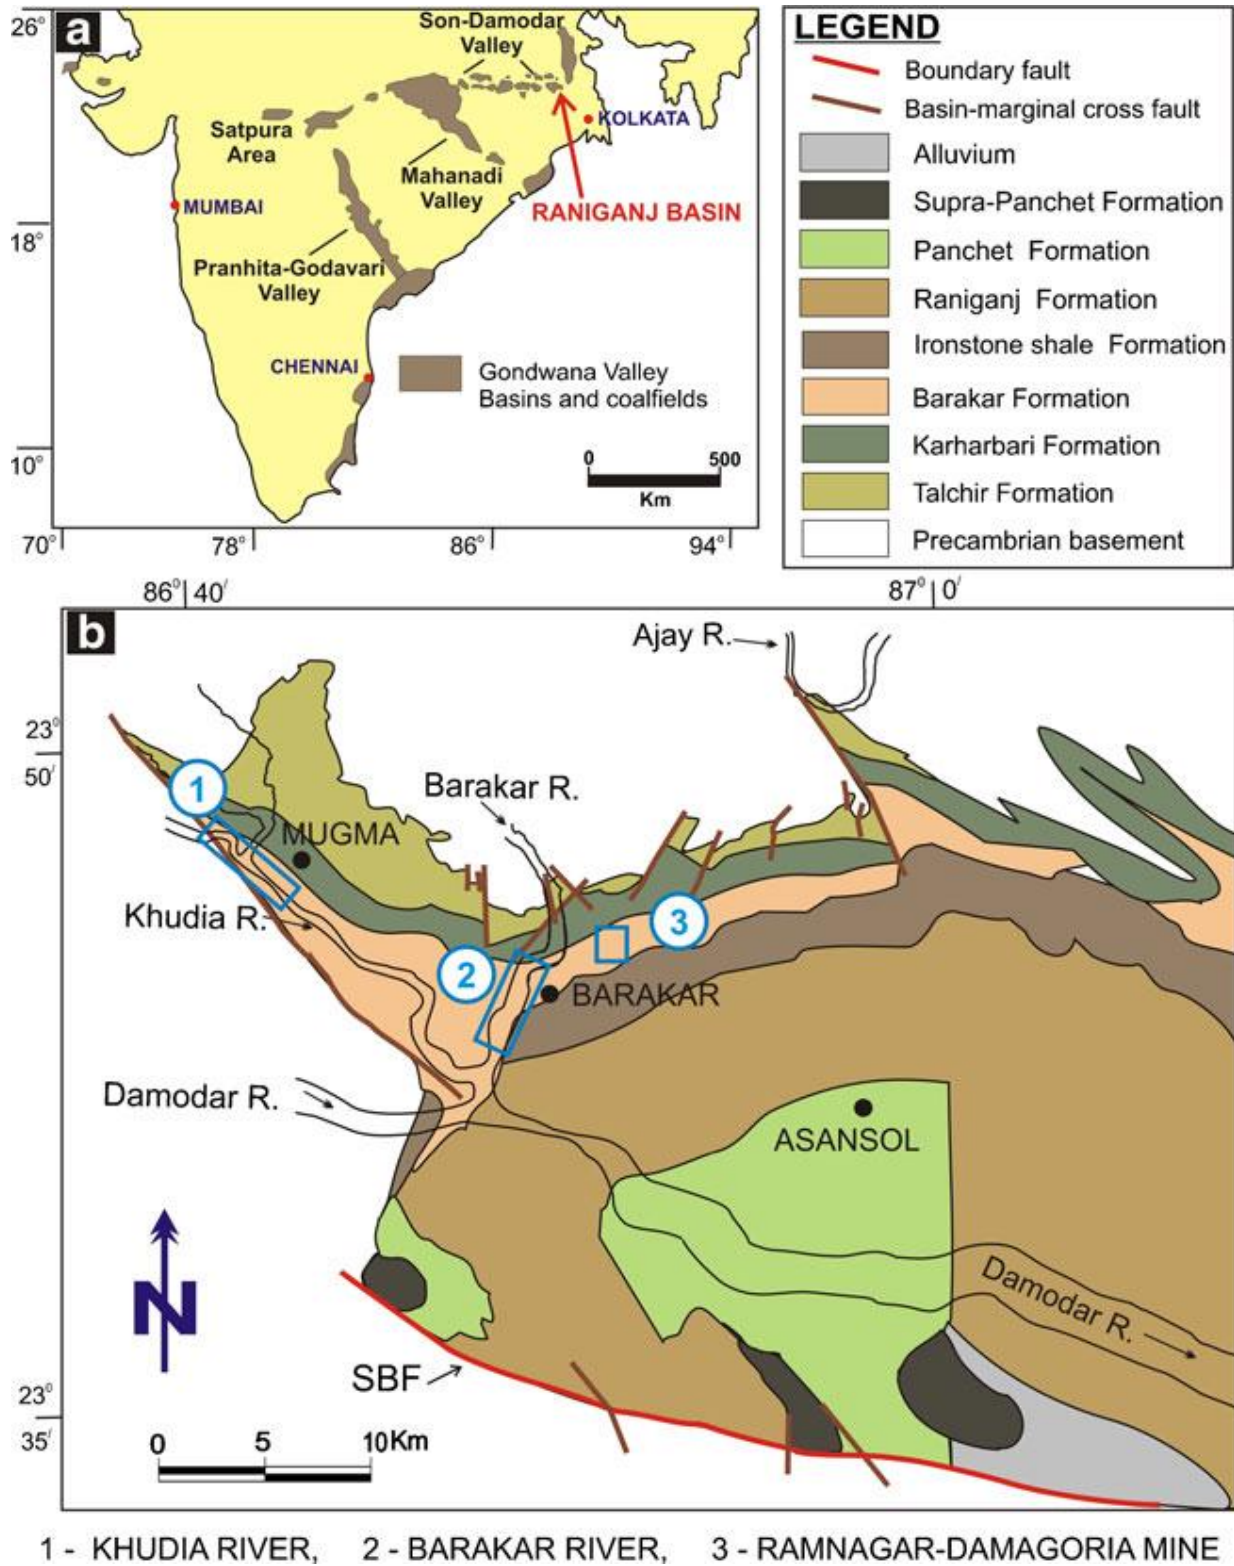 a
26°
18°
10°
70°
78°
86°
94°
Son-Damodar
Valley
KOLKATA
Satpura
Area
Mahanadi
Valley
MUMBAI
RANIGANJ BASIN
Pranhita-Godavari
Valley
CHENNAI
Gondwana Valley
Basins and coalfields
0 500
Km
LEGEND
Boundary fault
Basin-marginal cross fault
Alluvium
Supra-Panchet Formation
Panchet Formation
Raniganj Formation
Ironstone shale Formation
Barakar Formation
Karharbari Formation
Talchir Formation
Precambrian basement
86° 40′
87° 0′
b
Ajay R.
23°
50′
1
Barakar R.
MUGMA
Khudia R.
3
2
BARAKAR
Damodar R.
ASANSOL
N
Damodar R.
SBF
23°
35′
0 5 10Km
1 - KHUDIA RIVER, 2 - BARAKAR RIVER, 3 - RAMNAGAR-DAMAGORIA MINE